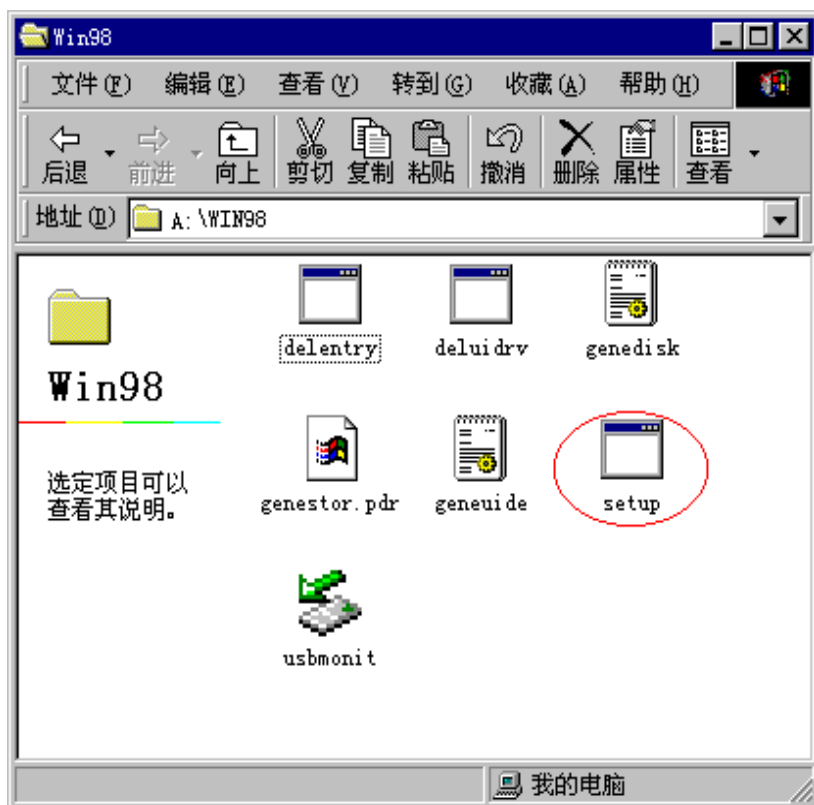 Win98
文件(F) 编辑(E) 查看(V) 转到(G) 收藏(A) 帮助(H)
后退 前进 向上 剪切 复制 粘贴 撤消 删除 属性 查看
地址(D) A:\WIN98
delentry deluidrv genedisk
Win98
genestor.pdr geneuide setup
选定项目可以
查看其说明。
usbmonit
我的电脑